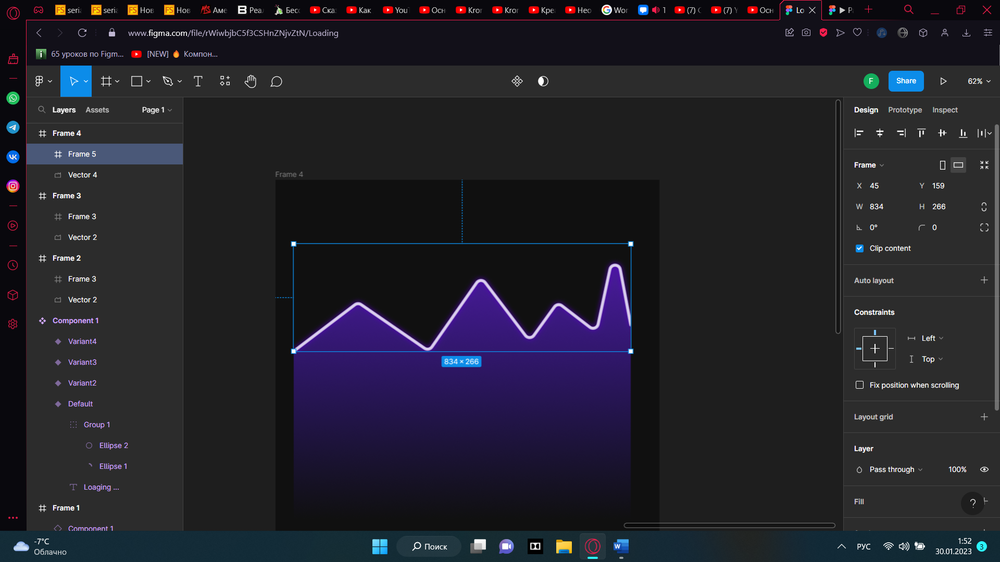 seria
seria
Нов
Нов
Аме
Реа
Бесс
Ска
Как
You
Осн
Kror
Kror
Кре
Нео
Wor
1
(7) С
(7) Y
Осн
Lo
P
www.figma.com/file/rWiwbjbC5f3CSHnZNjvZtN/Loading
65 уроков по Figm...
[NEW] 🔥 Компон...
F
Share
62%
Layers
Assets
Page 1
Design
Prototype
Inspect
Frame 4
Frame 5
Vector 4
Frame 3
Frame 3
Vector 2
Frame 2
Frame 3
Vector 2
Component 1
Variant4
Variant3
Variant2
Default
Group 1
Ellipse 2
Ellipse 1
Loaging ...
Frame 1
Component 1
Frame 4
834 × 266
Frame
X 45
Y 159
W 834
H 266
0°
0
Clip content
Auto layout
Constraints
Left
Top
Fix position when scrolling
Layout grid
Layer
Pass through
100%
Fill
?
-7°C
Облачно
Поиск
РУС
1:52
30.01.2023
3